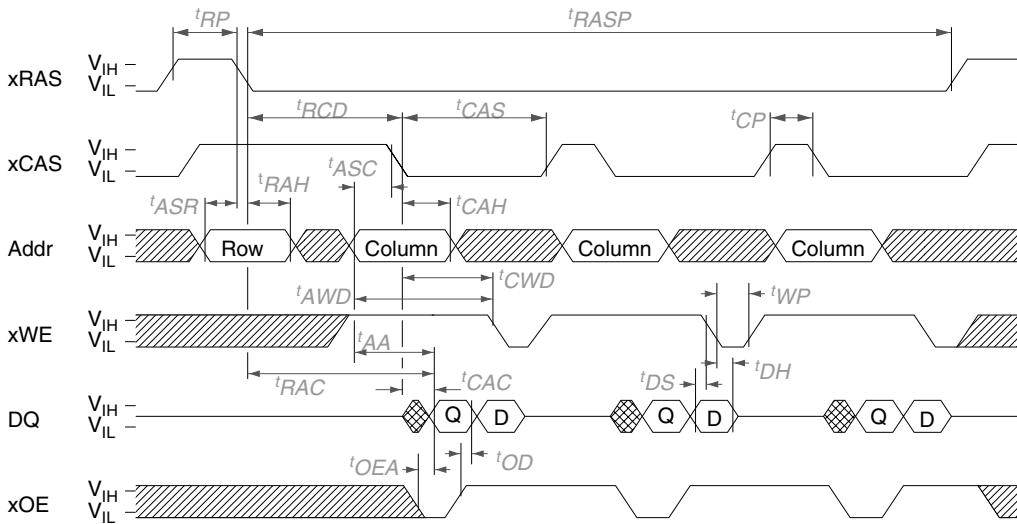 tRP tRASP
xRAS VIH VIL
tRCD tCAS tCP
xCAS VIH VIL
tASC
tASR tRAH tCAH
Addr VIH VIL Row Column Column Column
tCWD
tAWD tWP
xWE VIH VIL
tAA
tRAC tCAC tDS tDH
DQ VIH VIL Q D Q D Q D
tOEA tOD
xOE VIH VIL